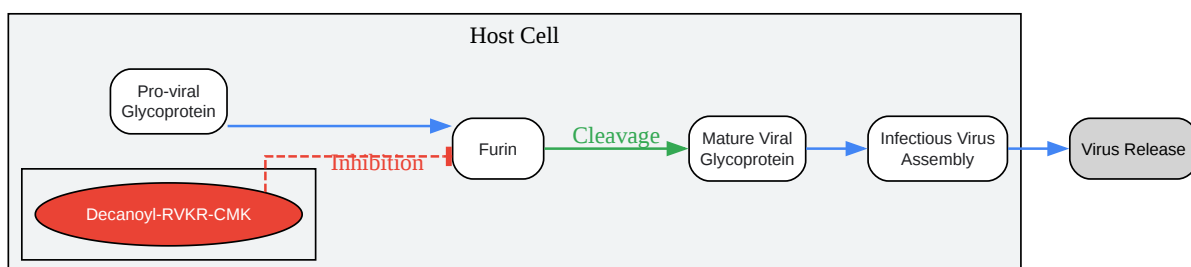 Host Cell
Pro-viral
Glycoprotein
Furin
Cleavage
Mature Viral
Glycoprotein
Infectious Virus
Assembly
Virus Release
Inhibition
Decanoyl-RVKR-CMK